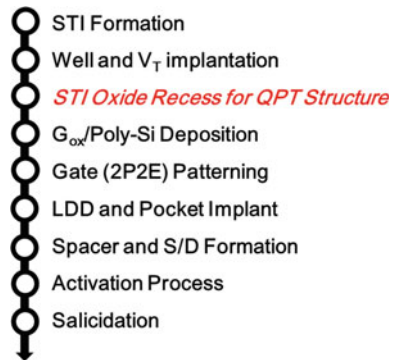 STI Formation
Well and V_T implantation
STI Oxide Recess for QPT Structure
G_ox/Poly-Si Deposition
Gate (2P2E) Patterning
LDD and Pocket Implant
Spacer and S/D Formation
Activation Process
Salicidation